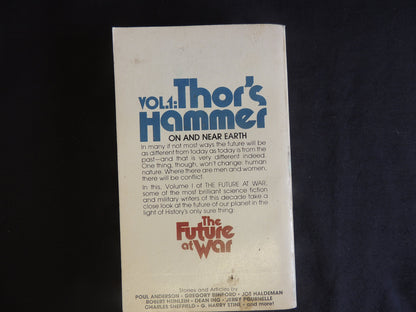 VOL.1: Thor's
Hammer
ON AND NEAR EARTH
In many if not most ways the future will be
as different from today as today is from the
past—and that is very different indeed.
One thing, though, won't change: human
nature. Where there are men and women,
there will be conflict.
In this, Volume I of THE FUTURE AT WAR,
some of the most brilliant science fiction
and military writers of this decade take a
close look at the future of our planet in the
light of History's only sure thing:
The
Future
at War
Stories and Articles by
POUL ANDERSON • GREGORY BENFORD • JOE HALDEMAN
ROBERT HEINLEIN • DEAN ING • JERRY POURNELLE
CHARLES SHEFFIELD • G. HARRY STINE • and more!